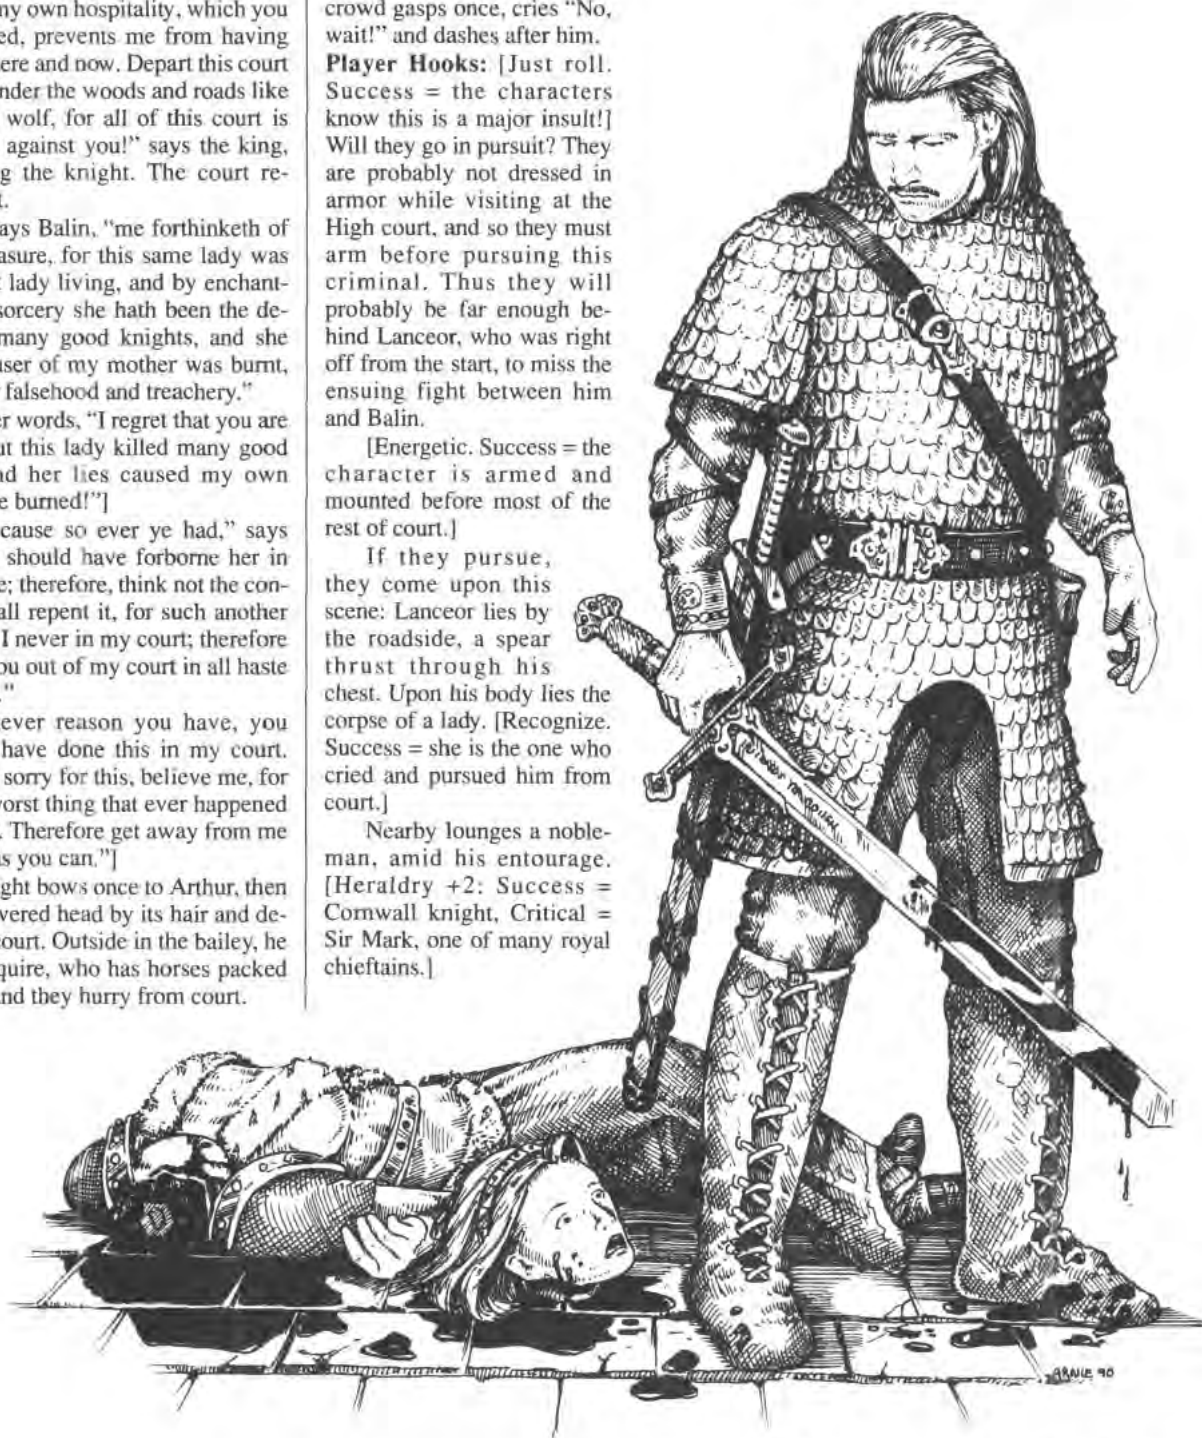 ny own hospitality, which you
ed, prevents me from having
ere and now. Depart this court
nder the woods and roads like
wolf, for all of this court is
against you!" says the king,
g the knight. The court re-
t.
ays Balin, "me forthinketh of
asure, for this same lady was
t lady living, and by enchant-
sorcery she hath been the de-
many good knights, and she
user of my mother was burnt,
falsehood and treachery."
er words, "I regret that you are
ut this lady killed many good
nd her lies caused my own
e burned!"]
cause so ever ye had," says
should have forborne her in
e; therefore, think not the con-
all repent it, for such another
I never in my court; therefore
ou out of my court in all haste
."
ever reason you have, you
have done this in my court.
sorry for this, believe me, for
worst thing that ever happened
. Therefore get away from me
as you can."]
ght bows once to Arthur, then
vered head by its hair and de-
court. Outside in the bailey, he
quire, who has horses packed
nd they hurry from court.
crowd gasps once, cries "No,
wait!" and dashes after him.
Player Hooks: [Just roll.
Success = the characters
know this is a major insult!]
Will they go in pursuit? They
are probably not dressed in
armor while visiting at the
High court, and so they must
arm before pursuing this
criminal. Thus they will
probably be far enough be-
hind Lanceor, who was right
off from the start, to miss the
ensuing fight between him
and Balin.
[Energetic. Success = the
character is armed and
mounted before most of the
rest of court.]
If they pursue,
they come upon this
scene: Lanceor lies by
the roadside, a spear
thrust through his
chest. Upon his body lies the
corpse of a lady. [Recognize.
Success = she is the one who
cried and pursued him from
court.]
Nearby lounges a noble-
man, amid his entourage.
[Heraldry +2: Success =
Cornwall knight, Critical =
Sir Mark, one of many royal
chieftains.]
90